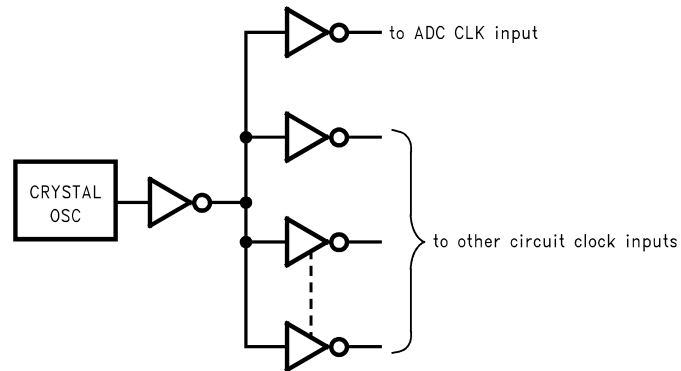 to ADC CLK input
CRYSTAL
OSC
to other circuit clock inputs